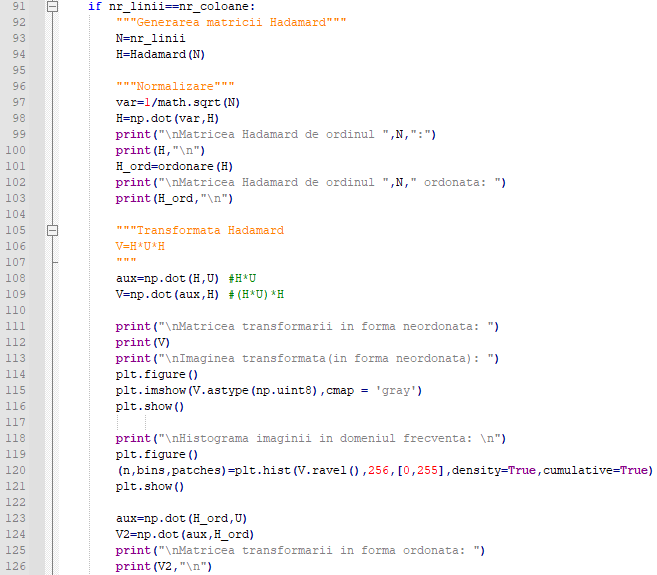 91 if nr_linii==nr_coloane:
92 """Generarea matricii Hadamard"""
93 N=nr_linii
94 H=Hadamard(N)
95
96 """Normalizare"""
97 var=1/math.sqrt(N)
98 H=np.dot(var,H)
99 print("\nMatricea Hadamard de ordinul ",N,":")
100 print(H,"\n")
101 H_ord=ordonare(H)
102 print("\nMatricea Hadamard de ordinul ",N," ordonata: ")
103 print(H_ord,"\n")
104
105 """Transformata Hadamard
106 V=H*U*H
107 """
108 aux=np.dot(H,U) #H*U
109 V=np.dot(aux,H) #(H*U)*H
110
111 print("\nMatricea transformarii in forma neordonata: ")
112 print(V)
113 print("\nImaginea transformata(in forma neordonata): ")
114 plt.figure()
115 plt.imshow(V.astype(np.uint8),cmap = 'gray')
116 plt.show()
117
118 print("\nHistograma imaginii in domeniul frecventa: \n")
119 plt.figure()
120 (n,bins,patches)=plt.hist(V.ravel(),256,[0,255],density=True,cumulative=True)
121 plt.show()
122
123 aux=np.dot(H_ord,U)
124 V2=np.dot(aux,H_ord)
125 print("\nMatricea transformarii in forma ordonata: ")
126 print(V2,"\n")